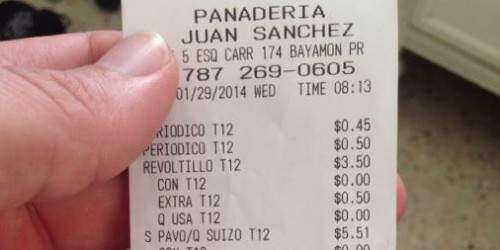 PANADERIA
JUAN SANCHEZ
5 ESQ CARR 174 BAYAMON PR
787 269-0605
01/29/2014 WED TIME 08:13
T12 $0.45
PERIODICO T12 $0.50
REVOLTILLO T12 $3.50
CON T12 $0.00
EXTRA T12 $0.50
Q USA T12 $0.00
S PAVO/Q SUIZO T12 $5.51